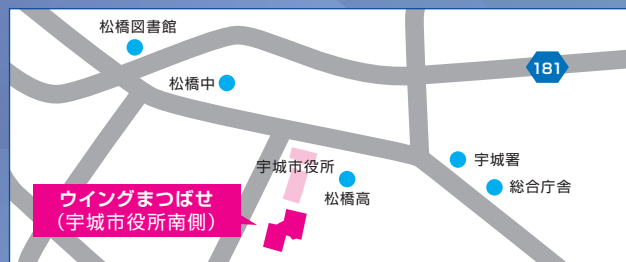 松橋図書館
松橋中
181
宇城市役所
宇城署
松橋高
総合庁舎
ウイングまつばせ
（宇城市役所南側）